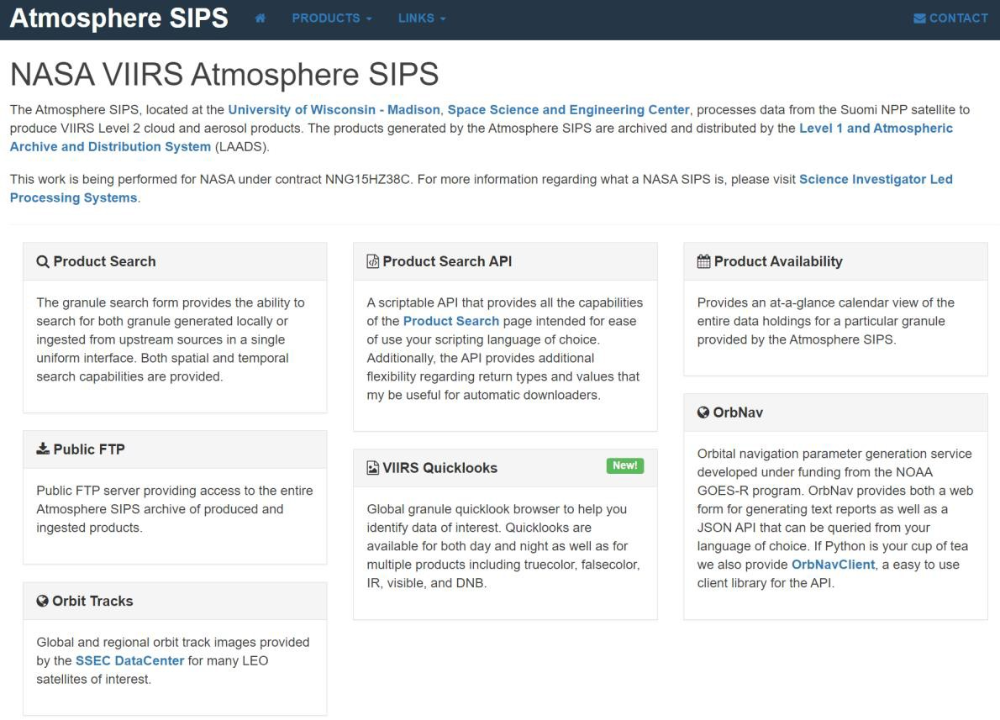 Atmosphere SIPS PRODUCTS LINKS CONTACT
NASA VIIRS Atmosphere SIPS
The Atmosphere SIPS, located at the University of Wisconsin - Madison, Space Science and Engineering Center, processes data from the Suomi NPP satellite to
produce VIIRS Level 2 cloud and aerosol products. The products generated by the Atmosphere SIPS are archived and distributed by the Level 1 and Atmospheric
Archive and Distribution System (LAADS).
This work is being performed for NASA under contract NNG15HZ38C. For more information regarding what a NASA SIPS is, please visit Science Investigator Led
Processing Systems.
Product Search
The granule search form provides the ability to
search for both granule generated locally or
ingested from upstream sources in a single
uniform interface. Both spatial and temporal
search capabilities are provided.
Public FTP
Public FTP server providing access to the entire
Atmosphere SIPS archive of produced and
ingested products.
Orbit Tracks
Global and regional orbit track images provided
by the SSEC DataCenter for many LEO
satellites of interest.
Product Search API
A scriptable API that provides all the capabilities
of the Product Search page intended for ease
of use your scripting language of choice.
Additionally, the API provides additional
flexibility regarding return types and values that
my be useful for automatic downloaders.
VIIRS Quicklooks New!
Global granule quicklook browser to help you
identify data of interest. Quicklooks are
available for both day and night as well as for
multiple products including truecolor, falsecolor,
IR, visible, and DNB.
Product Availability
Provides an at-a-glance calendar view of the
entire data holdings for a particular granule
provided by the Atmosphere SIPS.
OrbNav
Orbital navigation parameter generation service
developed under funding from the NOAA
GOES-R program. OrbNav provides both a web
form for generating text reports as well as a
JSON API that can be queried from your
language of choice. If Python is your cup of tea
we also provide OrbNavClient, a easy to use
client library for the API.